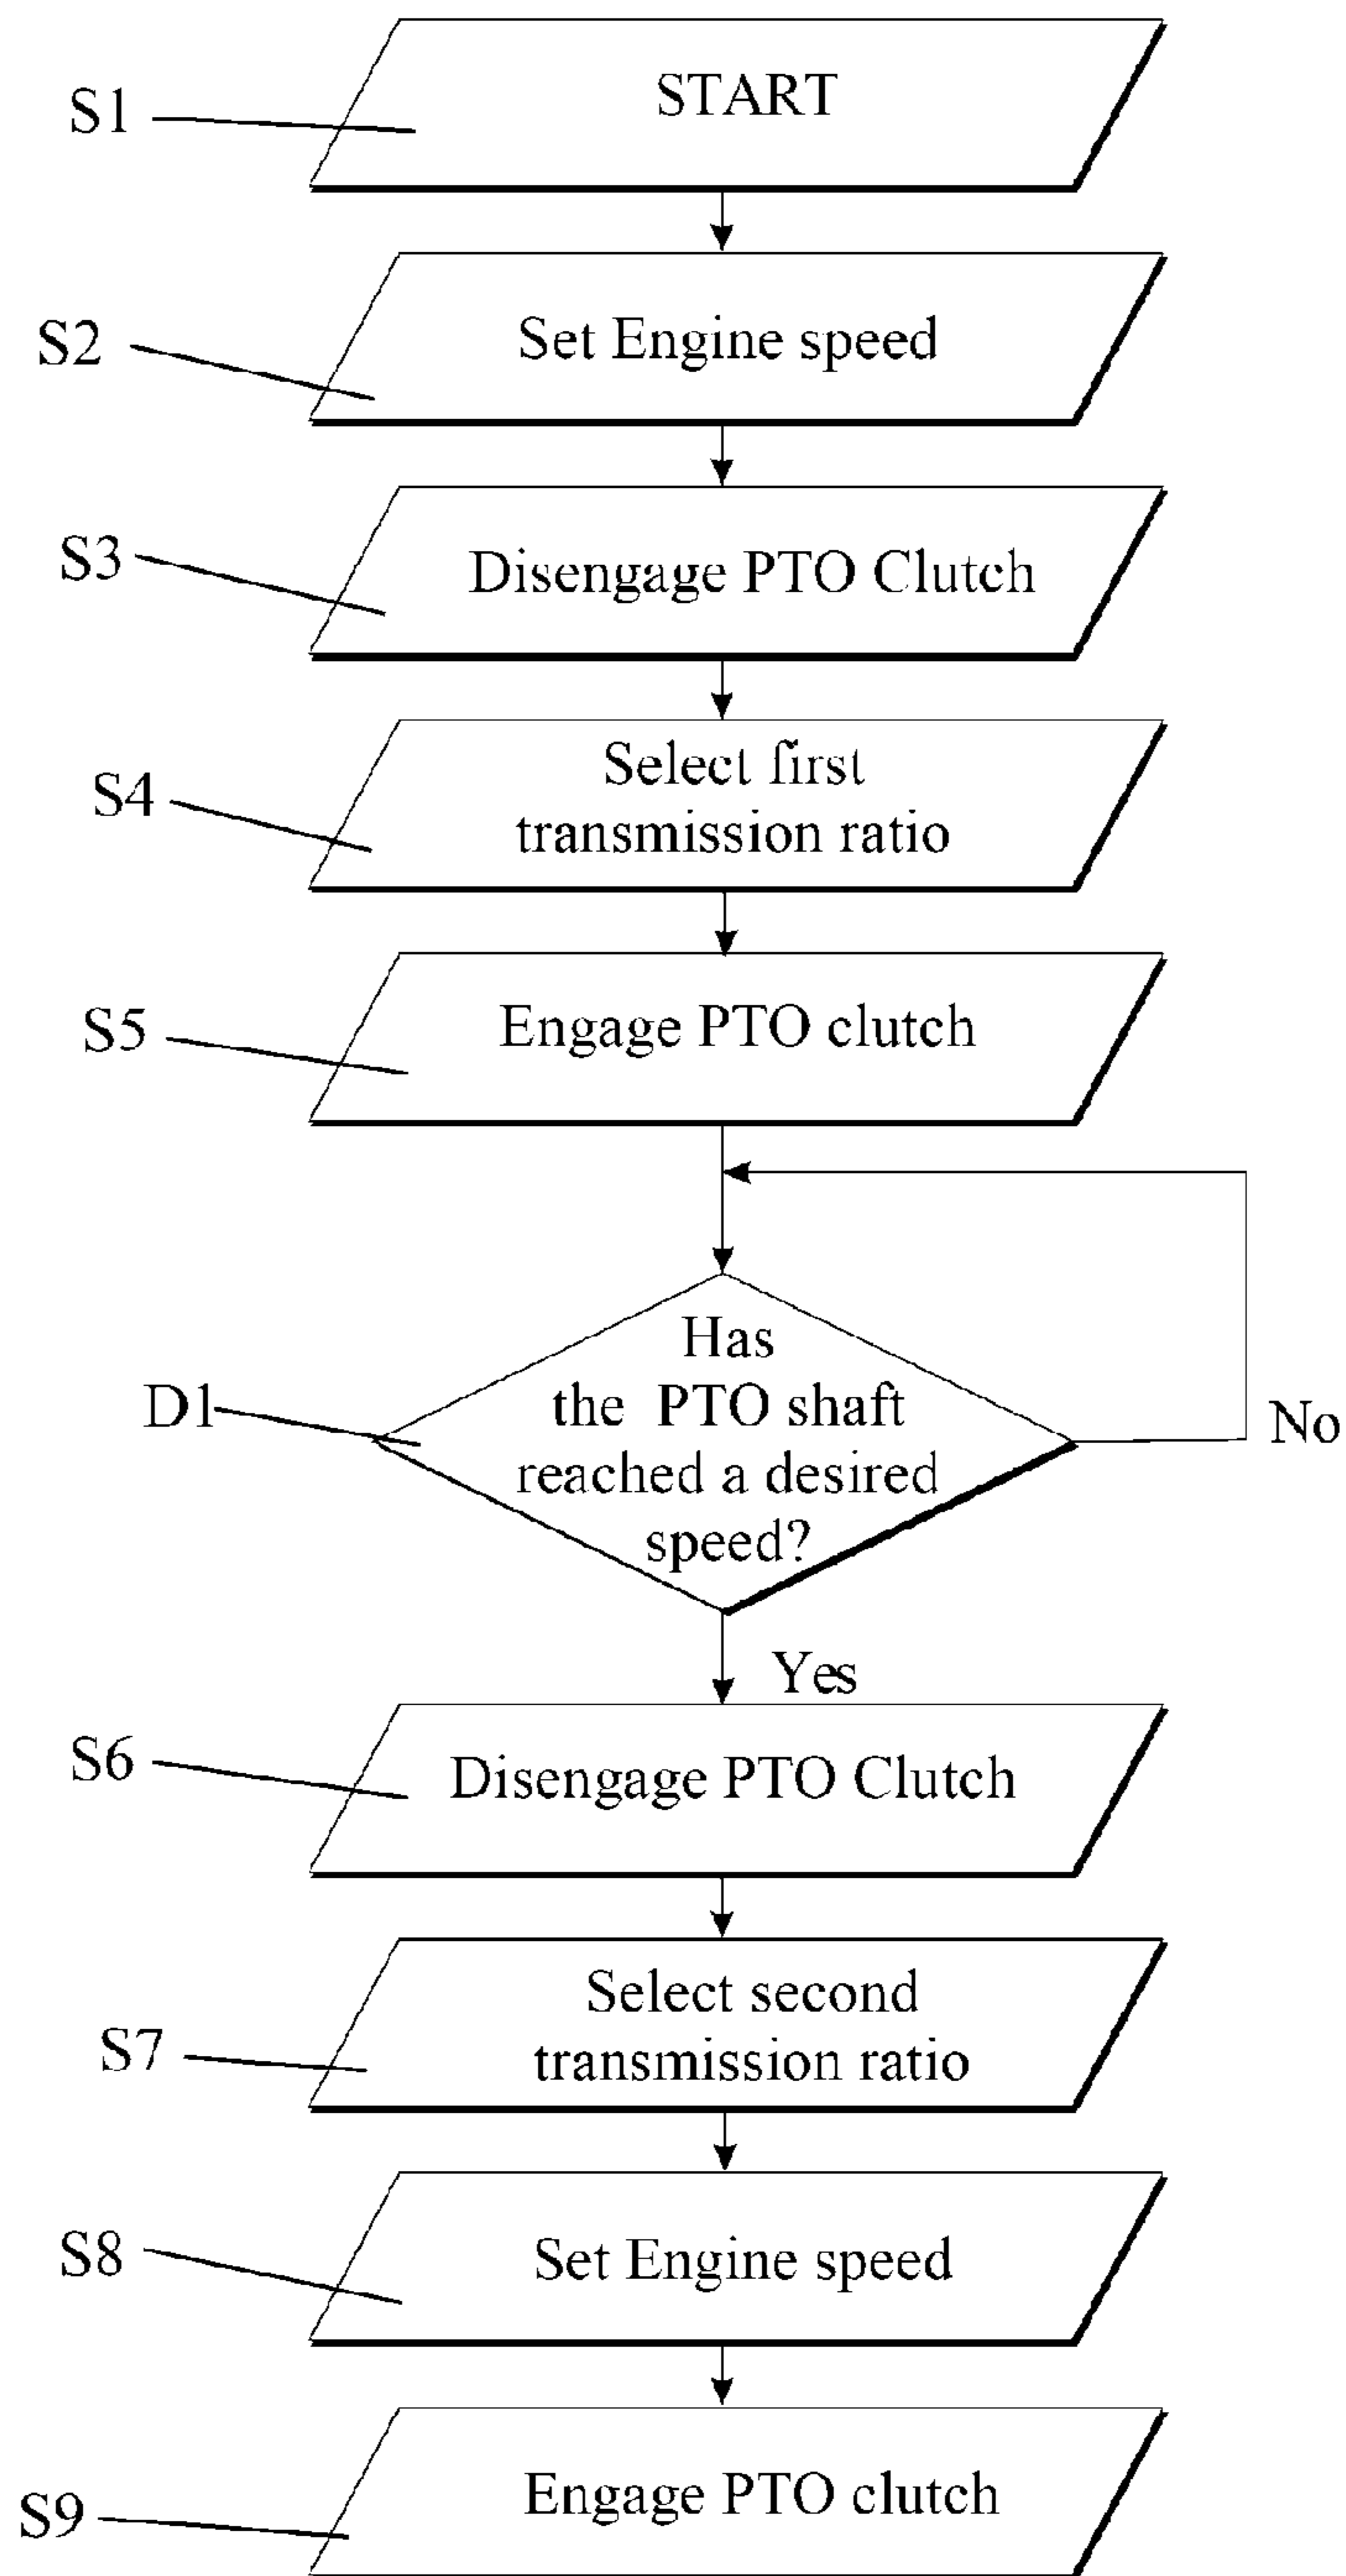 START
S1
Set Engine speed
S2
Disengage PTO Clutch
S3
Select first
transmission ratio
S4
Engage PTO clutch
S5
Has
the PTO shaft
reached a desired
speed?
D1
No
Yes
Disengage PTO Clutch
S6
Select second
transmission ratio
S7
Set Engine speed
S8
Engage PTO clutch
S9